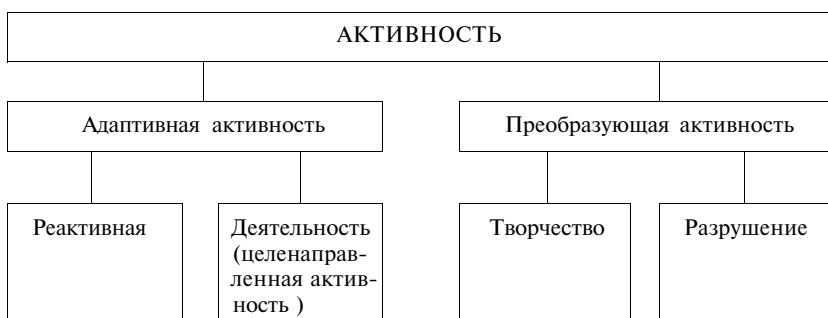 АКТИВНОСТЬ
Адаптивная активность
Преобразующая активность
Реактивная
Деятельность
(целенаправ-
ленная актив-
ность )
Творчество
Разрушение